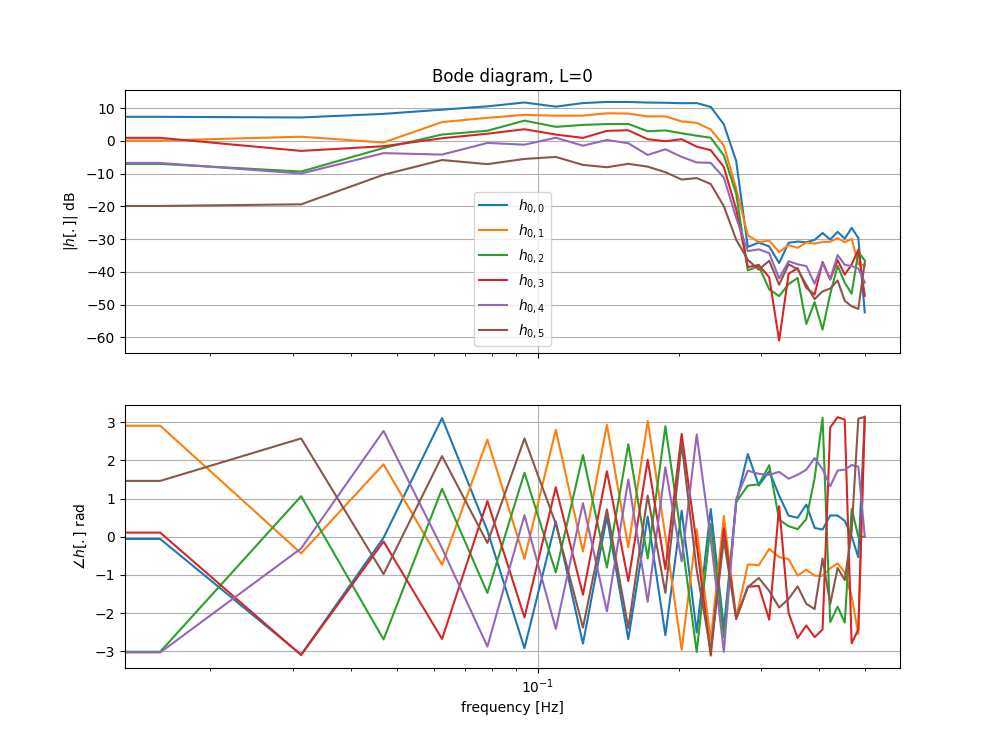 Bode diagram, L=0
|h[.]| dB
10
0
−10
−20
−30
−40
−50
−60
h0,0
h0,1
h0,2
h0,3
h0,4
h0,5
∠h[.] rad
3
2
1
0
−1
−2
−3
10−1
frequency [Hz]